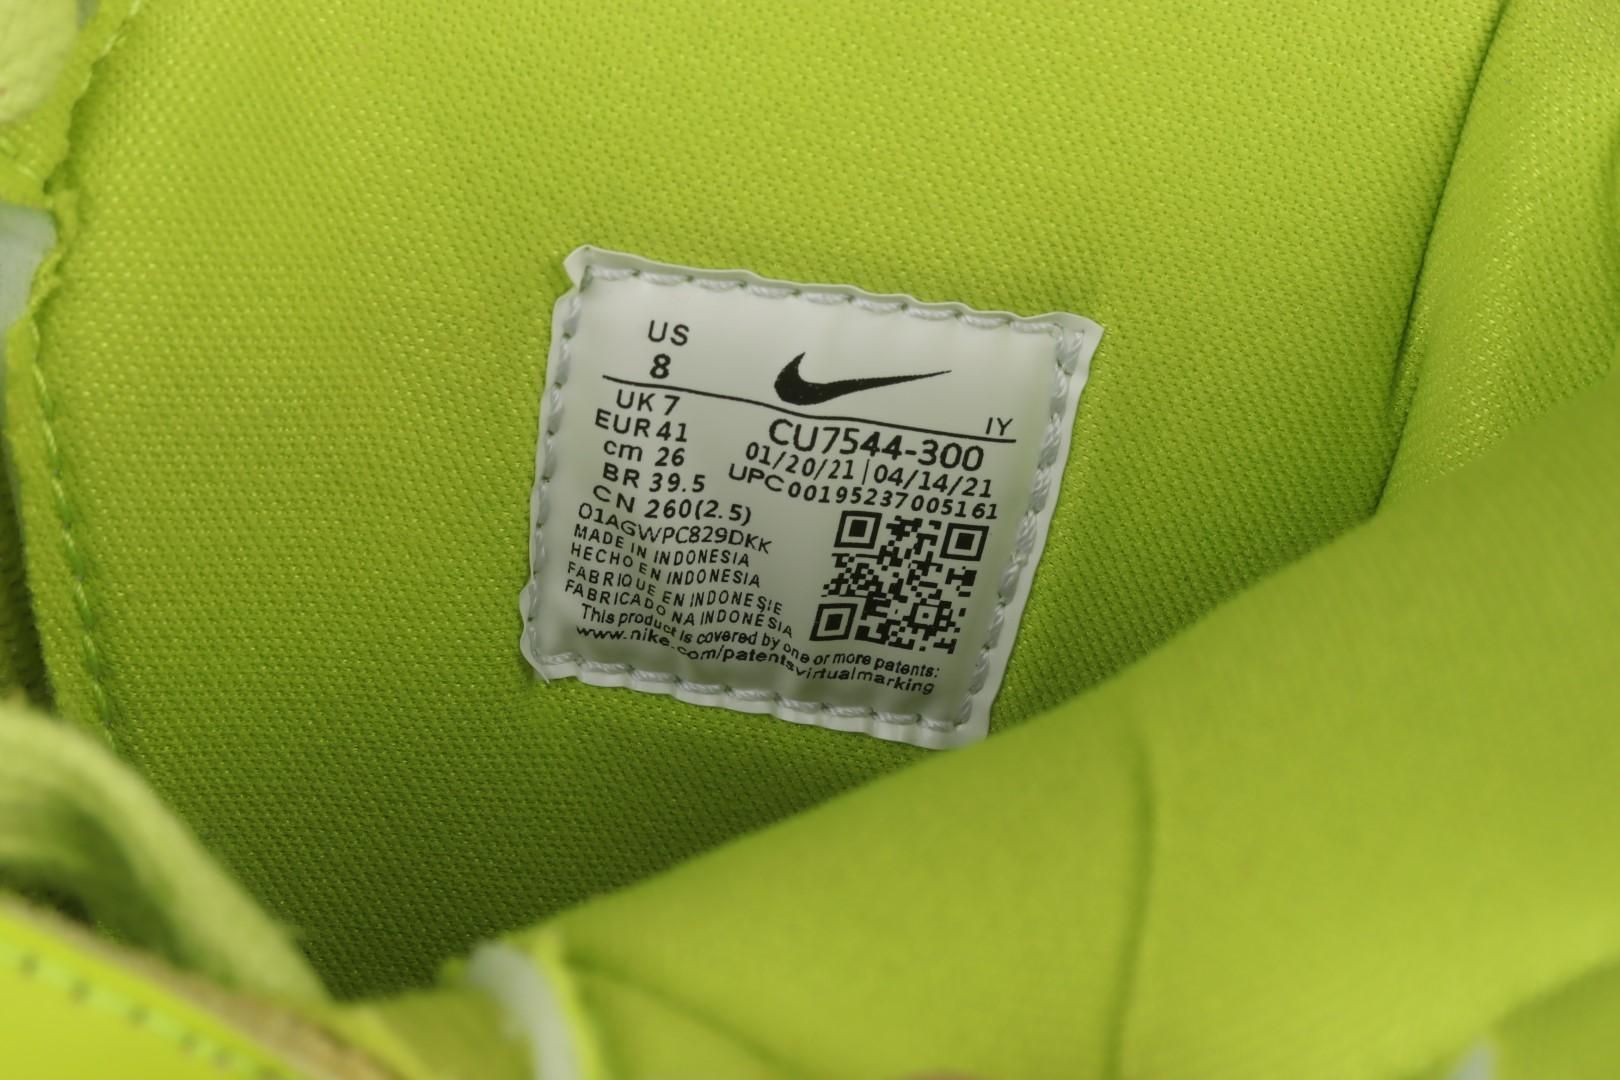 US
8
IY
UK 7
EUR 41
cm 26
BR 39.5
CN 260(2.5)
CU7544-300
01/20/21 | 04/14/21
UPC 00195237005161
01AGWPC829DKK
MADE IN INDONESIA
HECHO EN INDONESIA
FABRIQUE EN INDONESIE
FABRICADO NA INDONÉSIA
This product is covered by one or more patents:
www.nike.com/patentsvirtualmarking